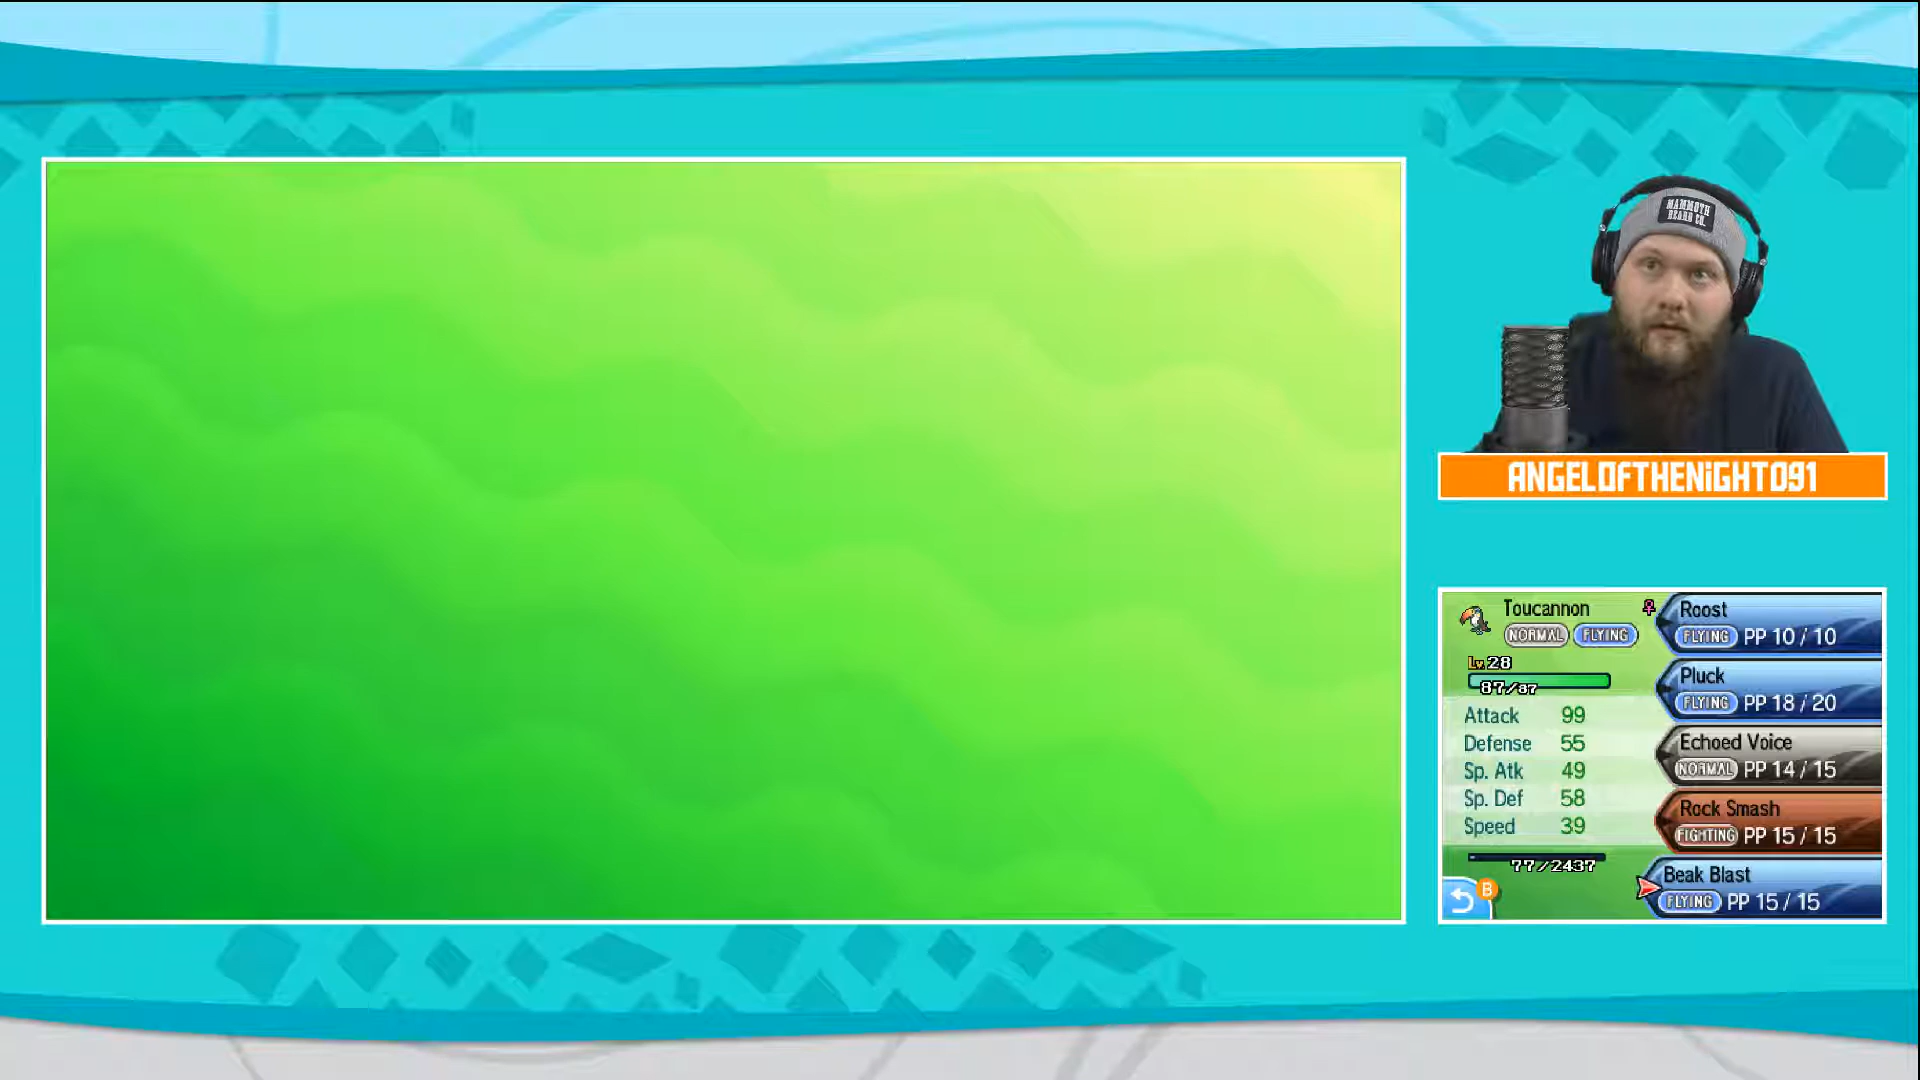 MAMMOTH
BEARD CO.
ANGELOFTHENIGHT091
Toucannon ♀
NORMAL FLYING
Lv.28
87/87
Attack 99
Defense 55
Sp. Atk 49
Sp. Def 58
Speed 39
77/2437
B
Roost
FLYING PP 10/10
Pluck
FLYING PP 18/20
Echoed Voice
NORMAL PP 14/15
Rock Smash
FIGHTING PP 15/15
Beak Blast
FLYING PP 15/15